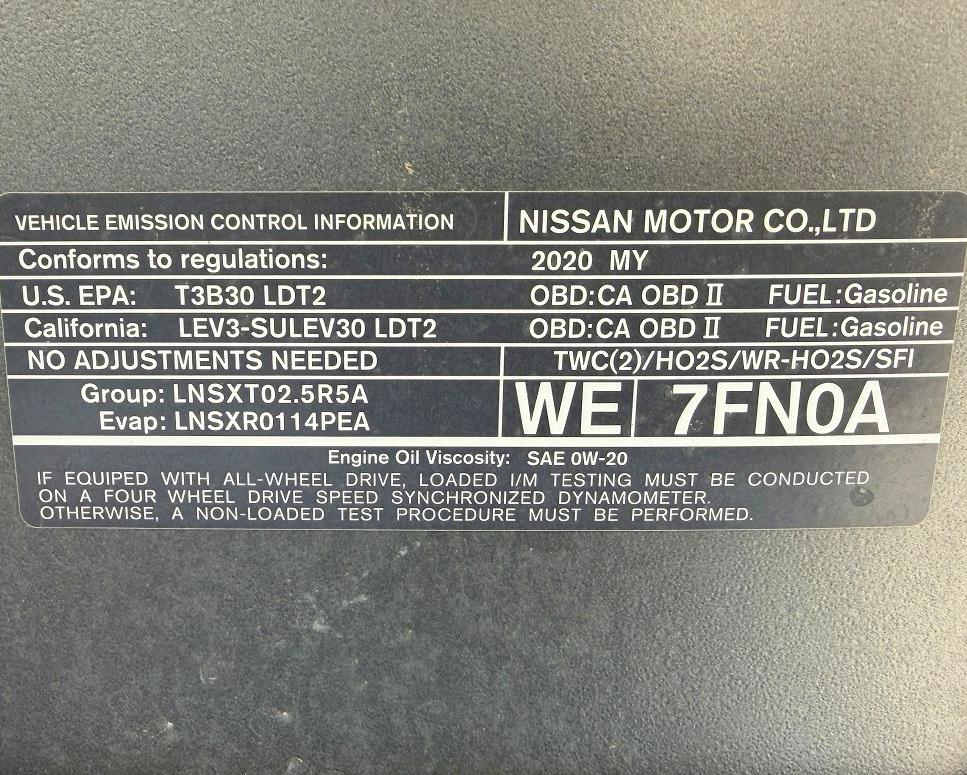 VEHICLE EMISSION CONTROL INFORMATION NISSAN MOTOR CO.,LTD
Conforms to regulations: 2020 MY
U.S. EPA: T3B30 LDT2 OBD:CA OBD II FUEL:Gasoline
California: LEV3-SULEV30 LDT2 OBD:CA OBD II FUEL:Gasoline
NO ADJUSTMENTS NEEDED TWC(2)/HO2S/WR-HO2S/SFI
Group: LNSXT02.5R5A
Evap: LNSXR0114PEA
WE 7FN0A
Engine Oil Viscosity: SAE 0W-20
IF EQUIPED WITH ALL-WHEEL DRIVE, LOADED I/M TESTING MUST BE CONDUCTED
ON A FOUR WHEEL DRIVE SPEED SYNCHRONIZED DYNAMOMETER.
OTHERWISE, A NON-LOADED TEST PROCEDURE MUST BE PERFORMED.